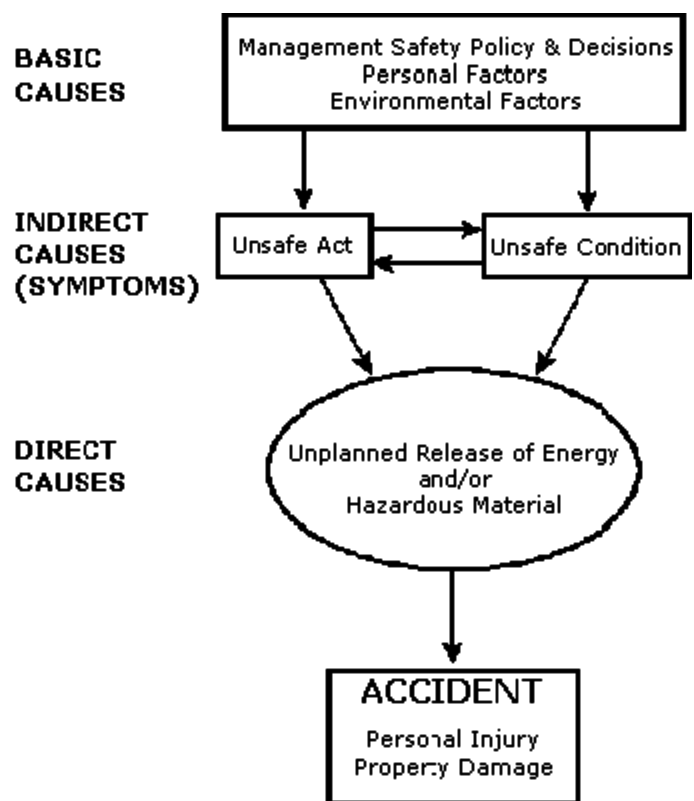 BASIC
CAUSES
Management Safety Policy & Decisions
Personal Factors
Environmental Factors
INDIRECT
CAUSES
(SYMPTOMS)
Unsafe Act
Unsafe Condition
DIRECT
CAUSES
Unplanned Release of Energy
and/or
Hazardous Material
ACCIDENT
Personal Injury
Property Damage